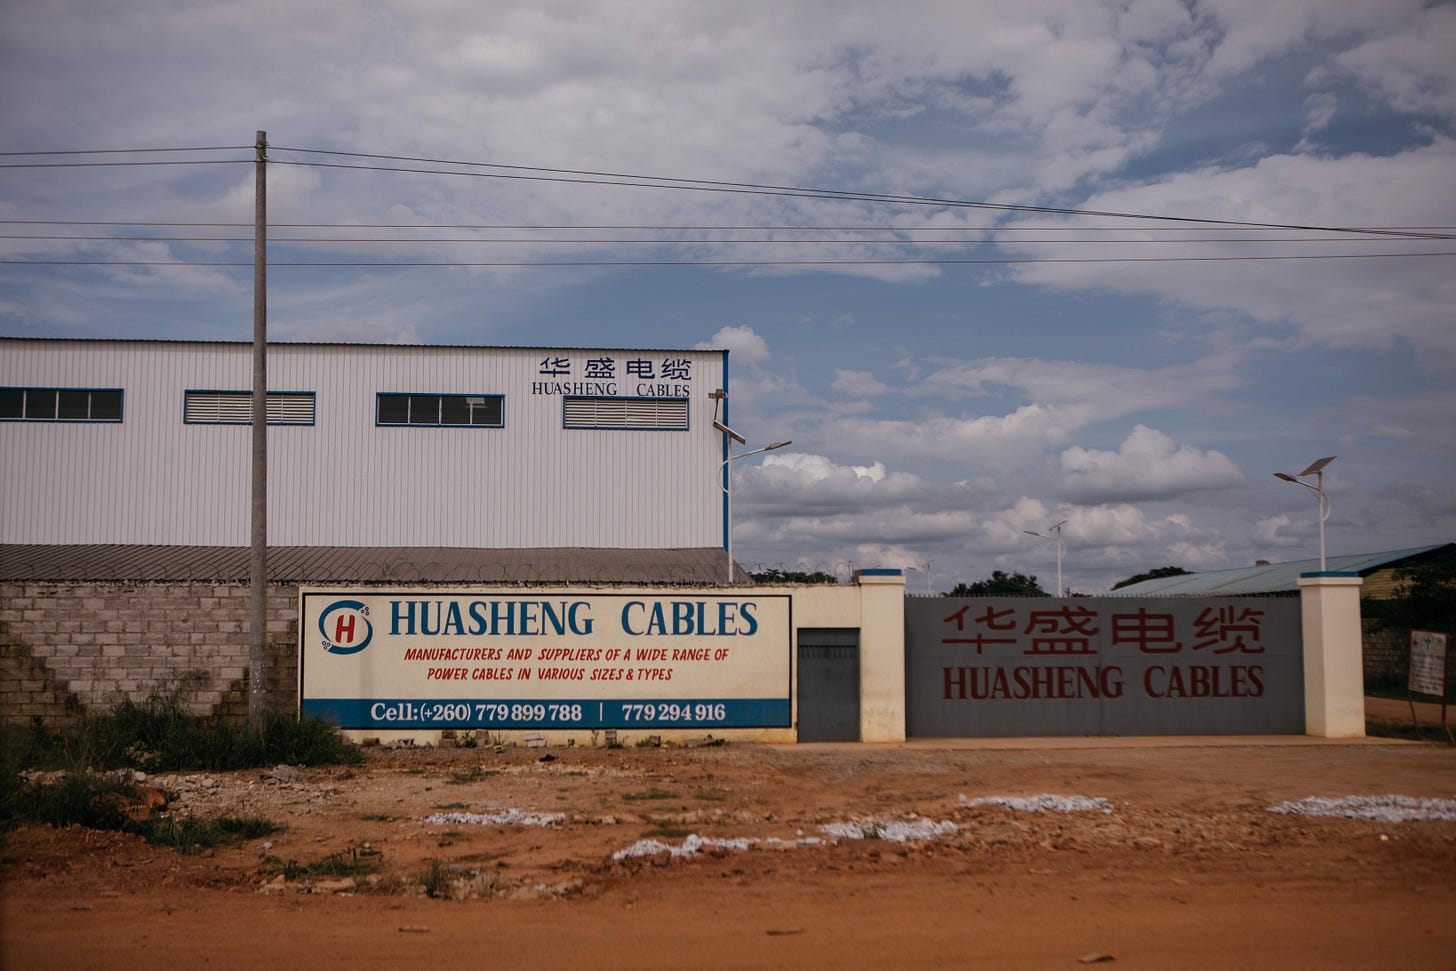 华盛电缆
HUASHENG CABLES
H
HUASHENG CABLES
MANUFACTURERS AND SUPPLIERS OF A WIDE RANGE OF
POWER CABLES IN VARIOUS SIZES & TYPES
Cell:(+260) 779 899 788 | 779 294 916
华盛电缆
HUASHENG CABLES